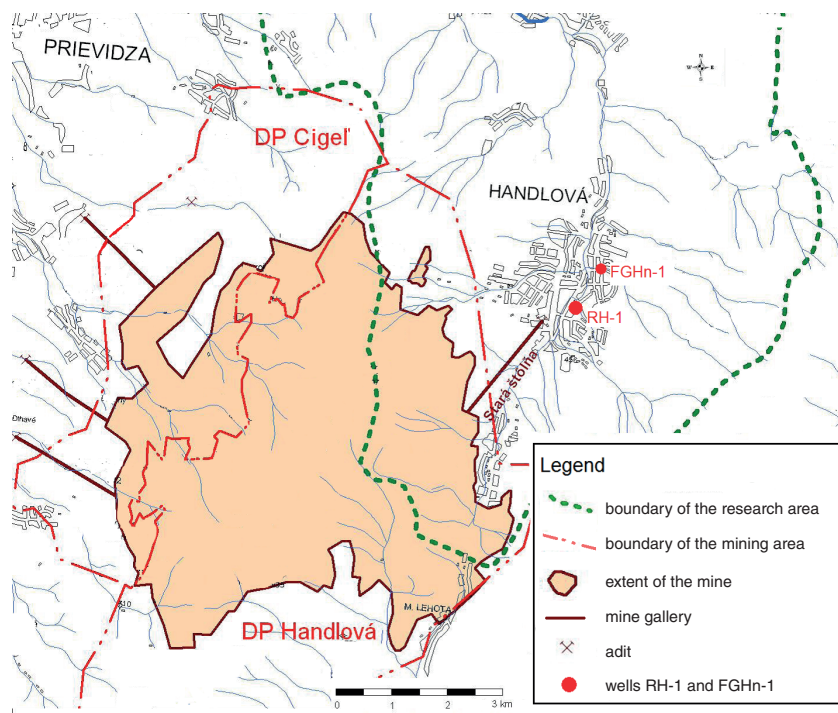 PRIEVIDZA
N
W
E
S
DP Cigeľ
HANDLOVÁ
FGHn-1
RH-1
Stará štôlňa
Legend
boundary of the research area
boundary of the mining area
extent of the mine
mine gallery
adit
wells RH-1 and FGHn-1
M. LEHOTA
DP Handlová
0 1 2 3 km